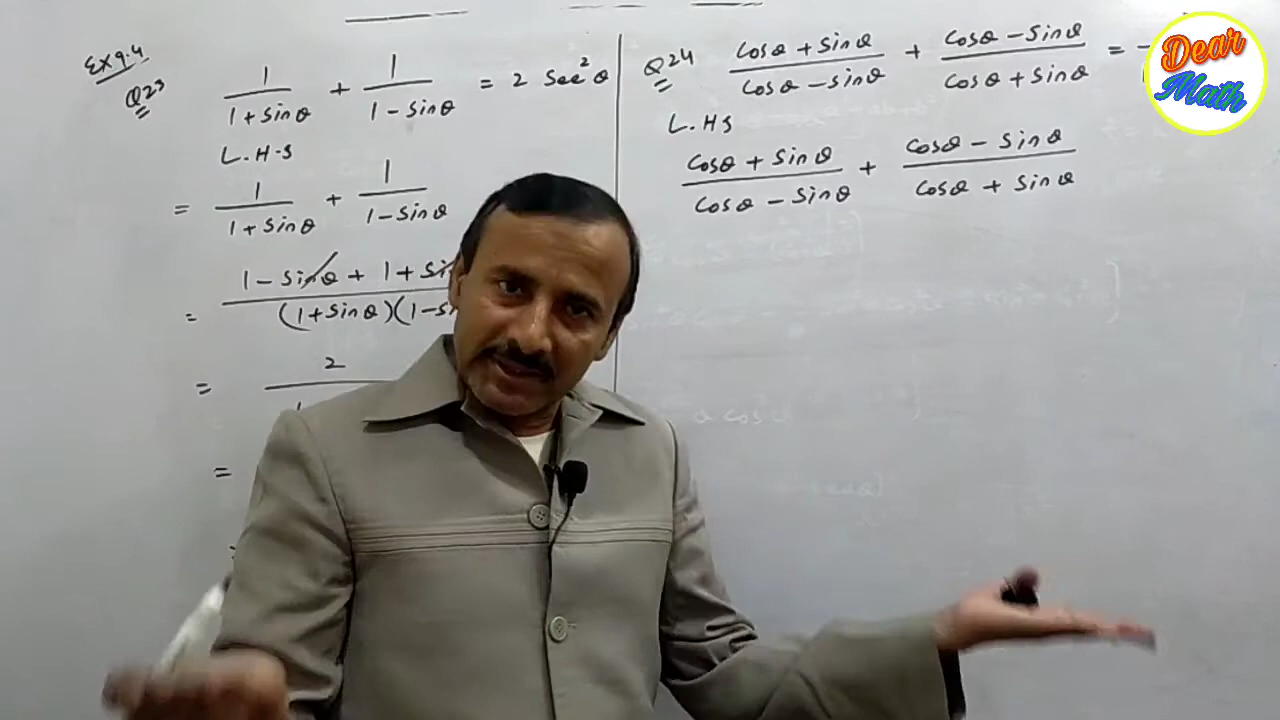 Ex 9.4
Q23
1/(1+sinθ) + 1/(1-sinθ) = 2 Sec²θ
L.H.S
= 1/(1+sinθ) + 1/(1-sinθ)
= (1-sinθ + 1+
/(1+sinθ)(1-
= 2
=
Q24
(cosθ+sinθ)/(cosθ-sinθ) + (cosθ-sinθ)/(cosθ+sinθ) =
L.HS
(cosθ+sinθ)/(cosθ-sinθ) + (cosθ-sinθ)/(cosθ+sinθ)
Dear
Math